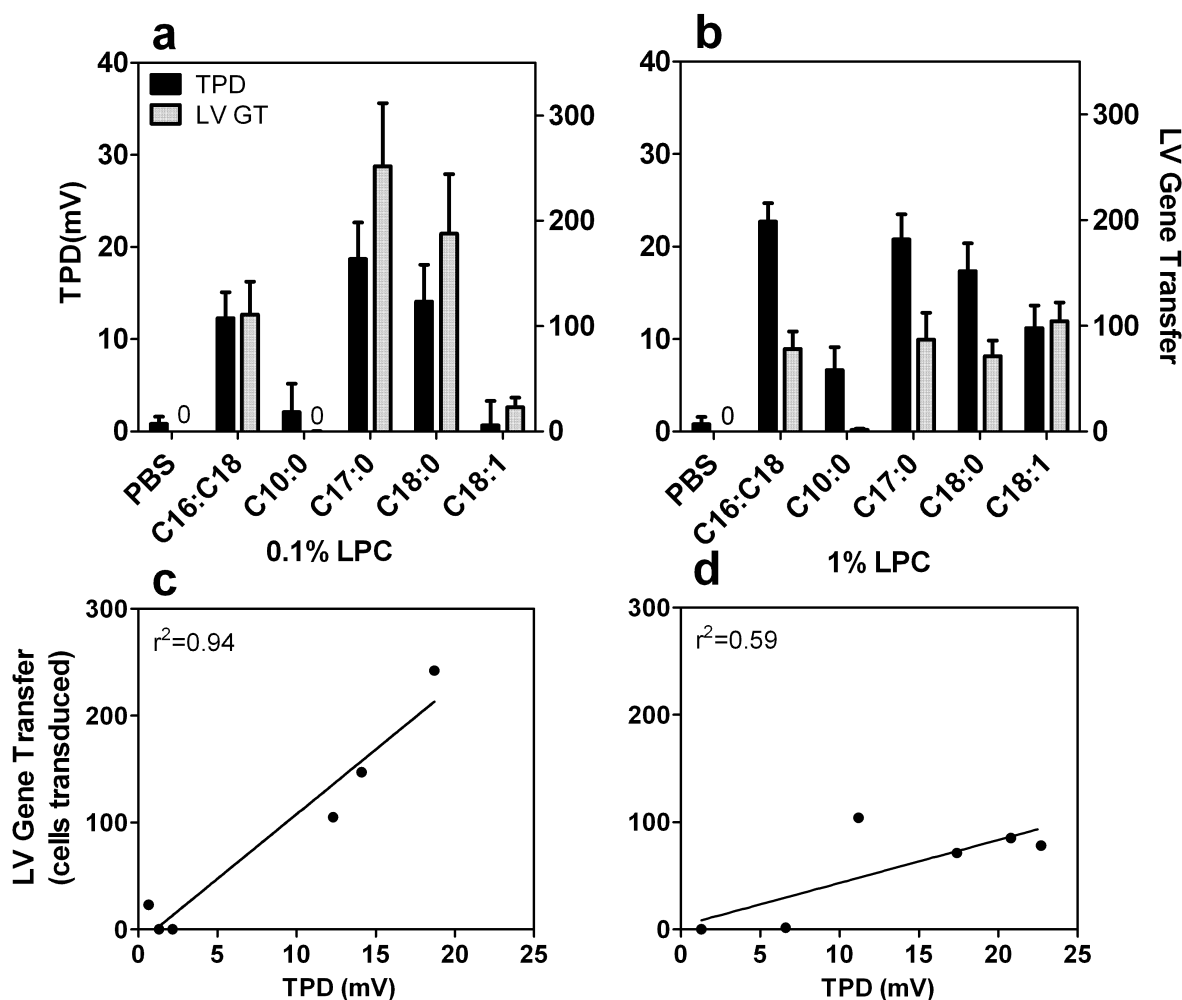 a
40
30
20
10
0
TPD(mV)
TPD
LV GT
300
200
100
0
0
0
PBS
C16:C18
C10:0
C17:0
C18:0
C18:1
0.1% LPC
b
40
30
20
10
0
300
200
100
0
LV Gene Transfer
0
PBS
C16:C18
C10:0
C17:0
C18:0
C18:1
1% LPC
c
300
200
100
0
LV Gene Transfer
(cells transduced)
r²=0.94
0 5 10 15 20 25
TPD (mV)
d
300
200
100
0
r²=0.59
0 5 10 15 20 25
TPD (mV)